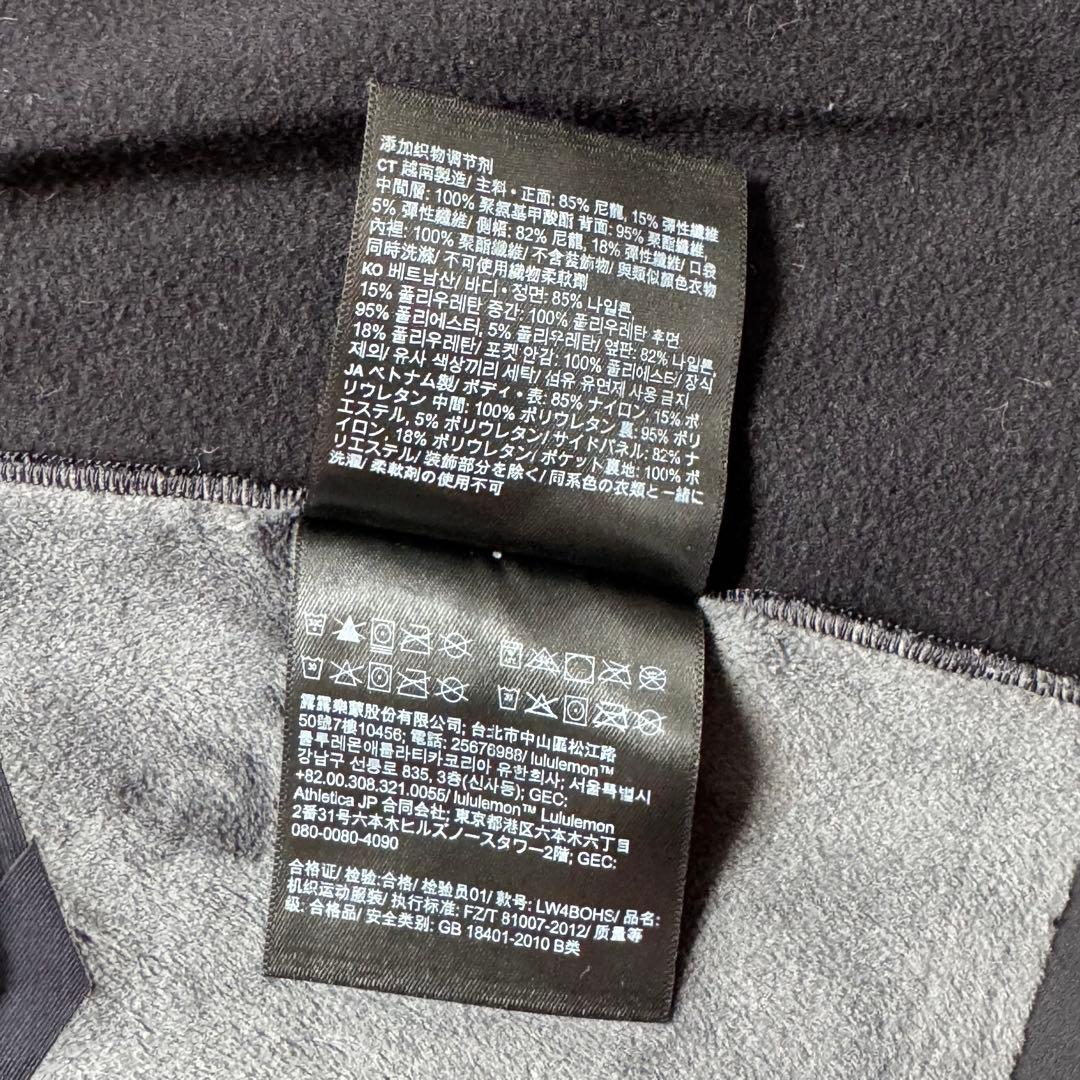 添加织物调节剂
CT 越南製造/ 主料・正面: 85% 尼龍, 15% 彈性纖維
中間層: 100% 聚氨基甲酸酯 背面: 95% 聚酯纖維,
5% 彈性纖維/ 側幅: 82% 尼龍, 18% 彈性纖維/ 口袋
內裡: 100% 聚酯纖維/ 不含裝飾物/ 與類似顏色衣物
同時洗滌/ 不可使用織物柔軟劑
KO 베트남산/ 바디・정면: 85% 나일론,
15% 폴리우레탄 중간: 100% 폴리우레탄 후면
95% 폴리에스터, 5% 폴리우레탄/ 옆판: 82% 나일론
18% 폴리우레탄/ 포켓 안감: 100% 폴리에스터/ 장식
제외/ 유사 색상끼리 세탁/ 섬유 유연제 사용 금지
JA ベトナム製/ ボディ・表: 85% ナイロン, 15% ポ
リウレタン 中間: 100% ポリウレタン 裏: 95% ポリ
エステル, 5% ポリウレタン/ サイドパネル: 82% ナ
イロン, 18% ポリウレタン/ ポケット裏地: 100% ポ
リエステル/ 装飾部分を除く/ 同系色の衣類と一緒に
洗濯/ 柔軟剤の使用不可
露露樂蒙股份有限公司; 台北市中山區松江路
50號7樓10456; 電話: 25676988/ lululemon™
룰루레몬애틀라티카코리아 유한회사; 서울특별시
강남구 선릉로 835, 3층(신사동); GEC:
+82.00.308.321.0055/ lululemon™ Lululemon
Athletica JP 合同会社; 東京都港区六本木六丁目
2番31号六本木ヒルズノースタワー2階; GEC:
080-0080-4090
合格证/ 检验:合格/ 检验员01/ 款号: LW4BOHS/ 品名:
机织运动服装/ 执行标准: FZ/T 81007-2012/ 质量等
级: 合格品/ 安全类别: GB 18401-2010 B类